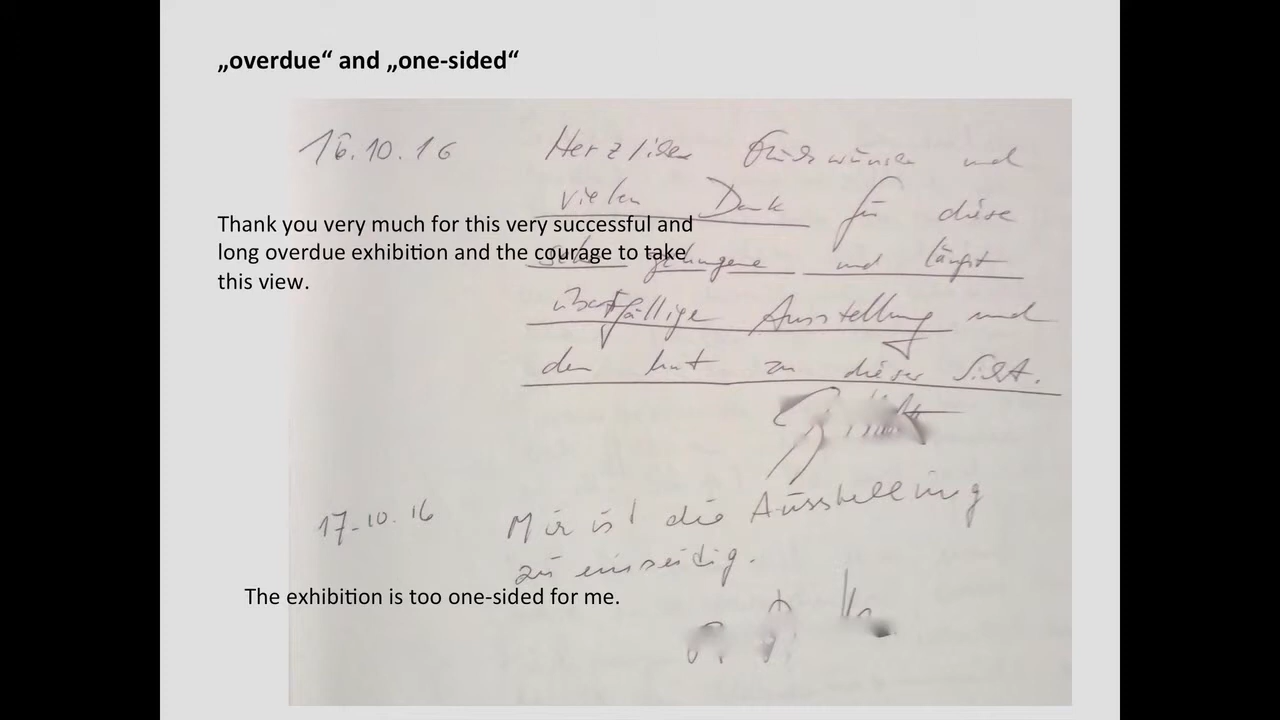 „overdue“ and „one-sided“
16.10.16 Herzliche Glückwünsche und
vielen Dank für diese
Thank you very much for this very successful and
long overdue exhibition and the courage to take
this view.
sehr gelungene und längst
überfällige Ausstellung und
den Mut zu dieser Sicht.
17.10.16 Mir ist die Ausstellung
zu einseitig.
The exhibition is too one-sided for me.